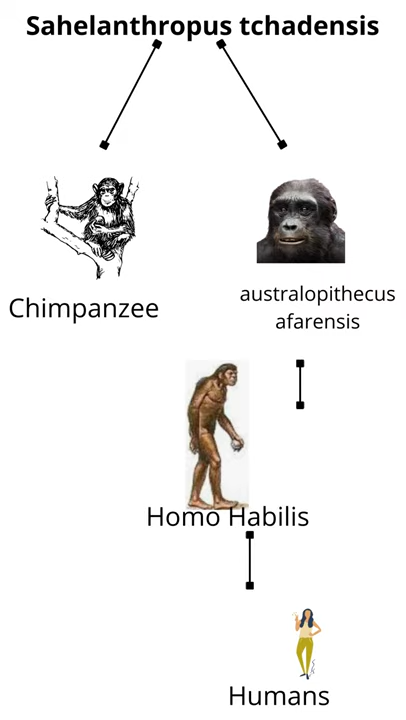 Sahelanthropus tchadensis
Chimpanzee
australopithecus
afarensis
Homo Habilis
Humans